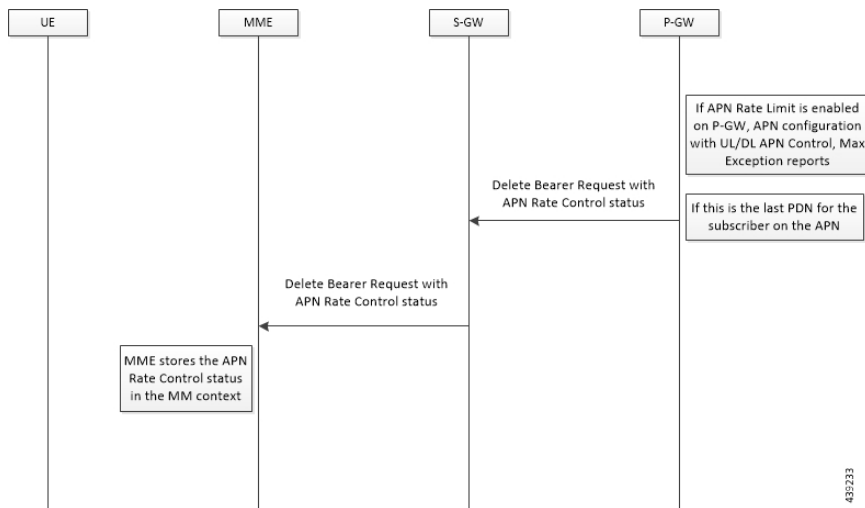 UE
MME
S-GW
P-GW
If APN Rate Limit is enabled
on P-GW, APN configuration
with UL/DL APN Control, Max
Exception reports
Delete Bearer Request with
APN Rate Control status
If this is the last PDN for the
subscriber on the APN
Delete Bearer Request with
APN Rate Control status
MME stores the APN
Rate Control status
in the MM context
439233